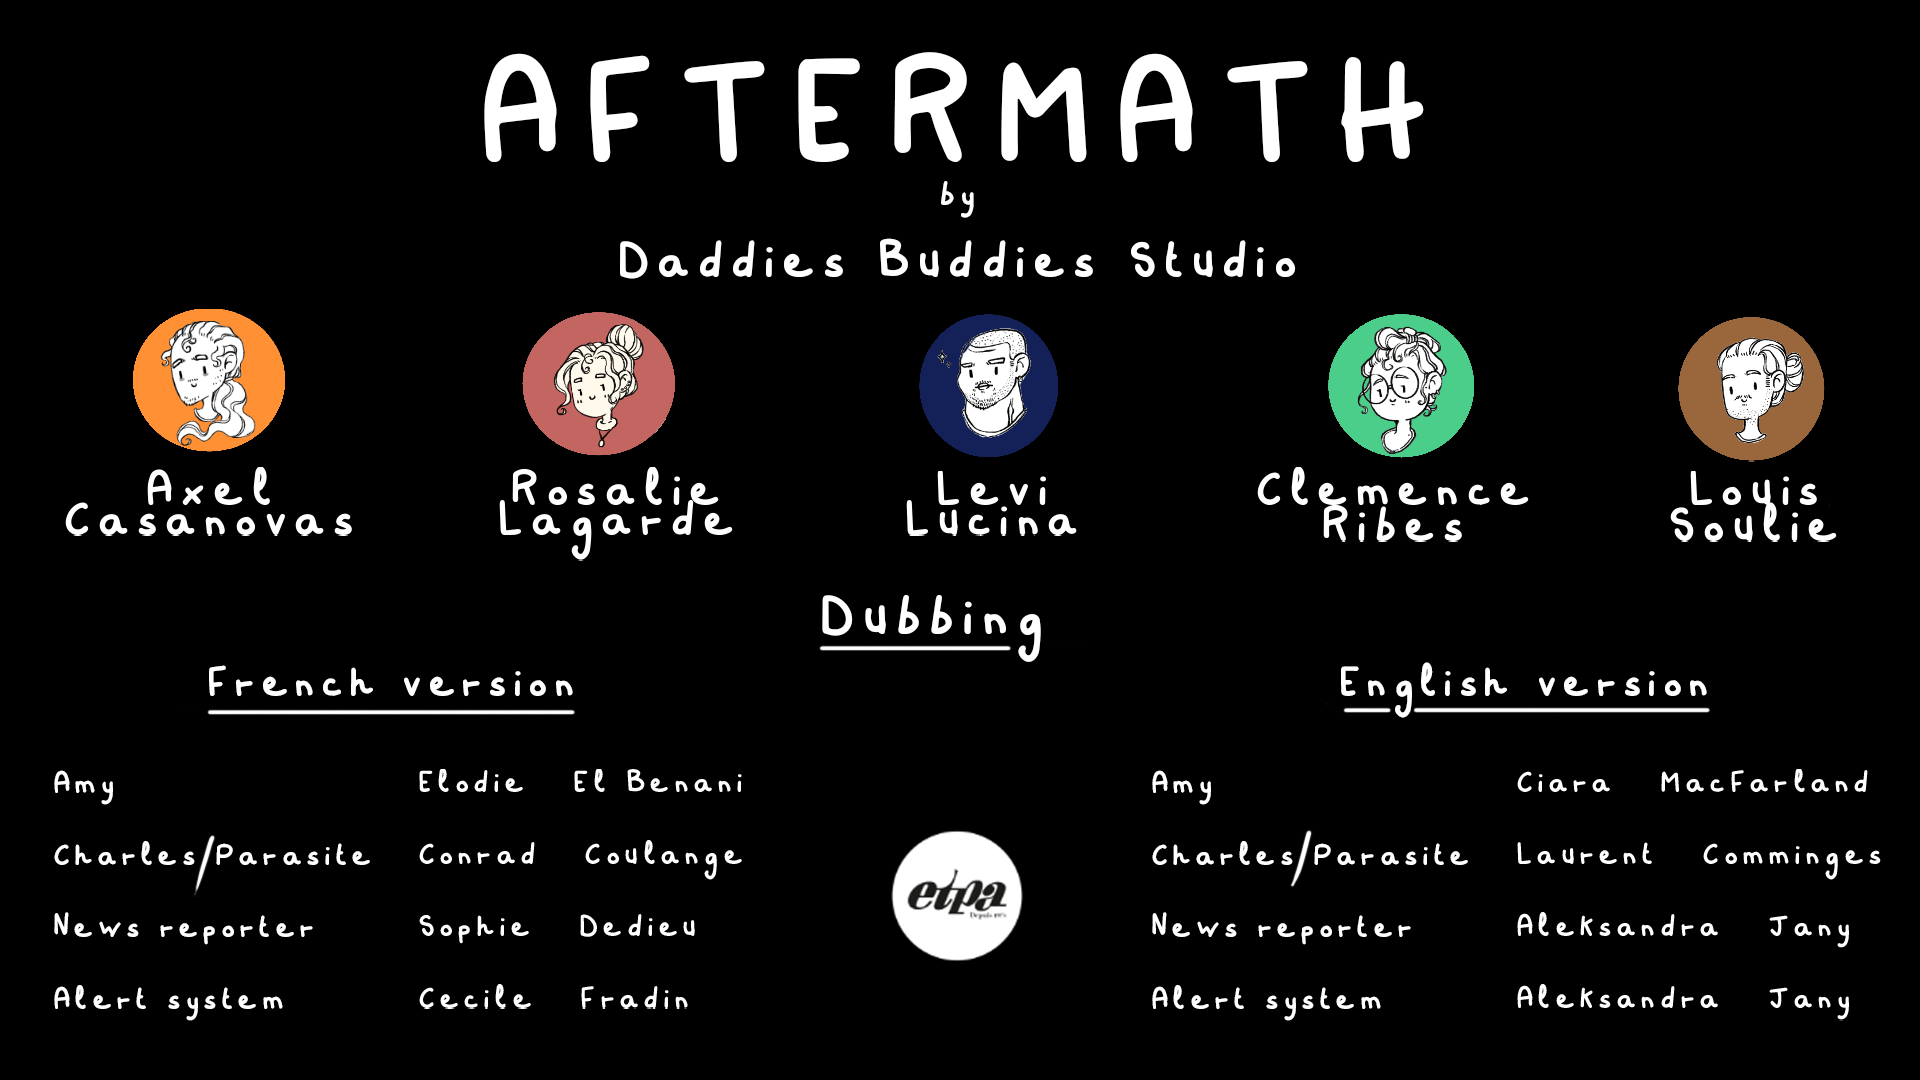 AFTERMATH
by
Daddies Buddies Studio
Axel
Casanovas
Rosalie
Lagarde
Levi
Lucina
Clemence
Ribes
Louis
Soulie
Dubbing
French version
Amy Elodie El Benani
Charles/Parasite Conrad Coulange
News reporter Sophie Dedieu
Alert system Cecile Fradin
etpa
English version
Amy Ciara MacFarland
Charles/Parasite Laurent Comminges
News reporter Aleksandra Jany
Alert system Aleksandra Jany